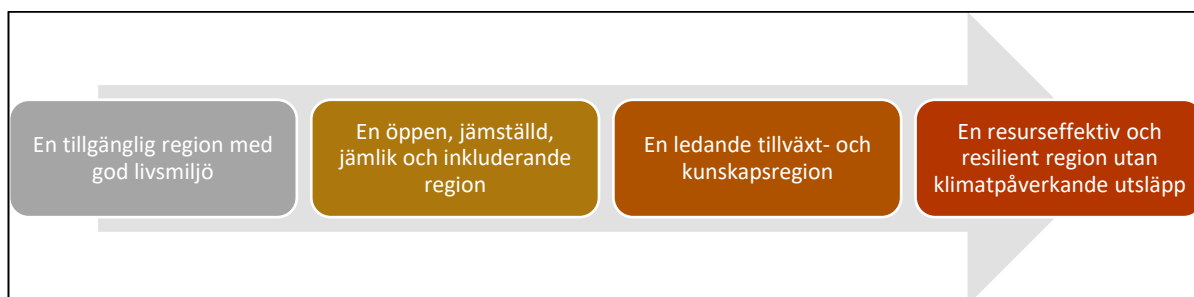 En tillgänglig region med
god livsmiljö
En öppen, jämställd,
jämlik och inkluderande
region
En ledande tillväxt- och
kunskapsregion
En resurseffektiv och
resilient region utan
klimatpåverkande utsläpp